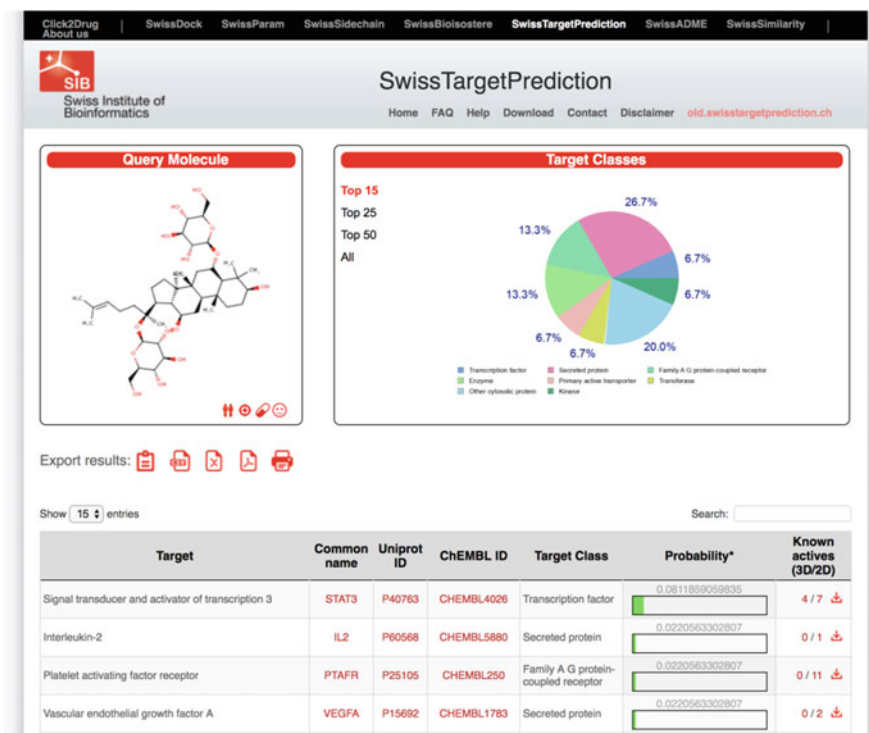 Click2Drug | SwissDock SwissParam SwissSidechain SwissBioisostere SwissTargetPrediction SwissADME SwissSimilarity |
About us
SIB
Swiss Institute of
Bioinformatics
SwissTargetPrediction
Home FAQ Help Download Contact Disclaimer old.swisstargetprediction.ch
Query Molecule
Target Classes
Top 15
Top 25
Top 50
All
26.7%
13.3%
6.7%
13.3%
6.7%
6.7%
20.0%
6.7%
Transcription factor Secreted protein Family A G protein-coupled receptor
Enzyme Primary active transporter Transferase
Other cytosolic protein Kinase
Export results:
Show 15 entries
Search:
Target Common name Uniprot ID ChEMBL ID Target Class Probability* Known actives (3D/2D)
Signal transducer and activator of transcription 3 STAT3 P40763 CHEMBL4026 Transcription factor 0.0811859059835 4 / 7
Interleukin-2 IL2 P60568 CHEMBL5880 Secreted protein 0.0220563302807 0 / 1
Platelet activating factor receptor PTAFR P25105 CHEMBL250 Family A G protein-coupled receptor 0.0220563302807 0 / 11
Vascular endothelial growth factor A VEGFA P15692 CHEMBL1783 Secreted protein 0.0220563302807 0 / 2